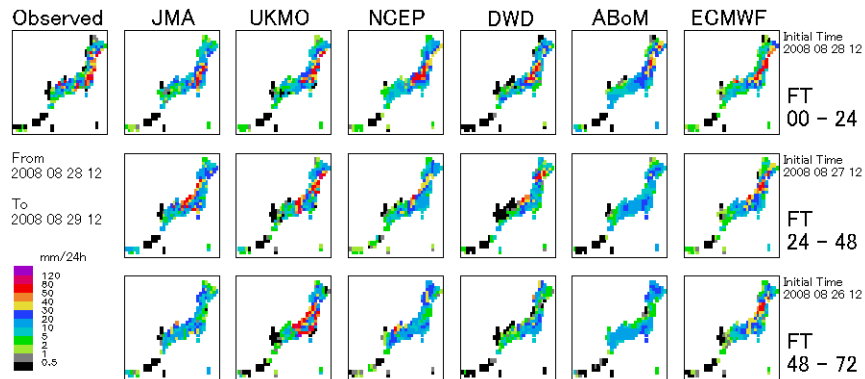 Observed JMA UKMO NCEP DWD ABoM ECMWF
Initial Time
2008 08 28 12
FT
00 - 24
From
2008 08 28 12
To
2008 08 29 12
Initial Time
2008 08 27 12
FT
24 - 48
mm/24h
120
80
50
40
30
20
10
5
2
1
0.5
Initial Time
2008 08 26 12
FT
48 - 72